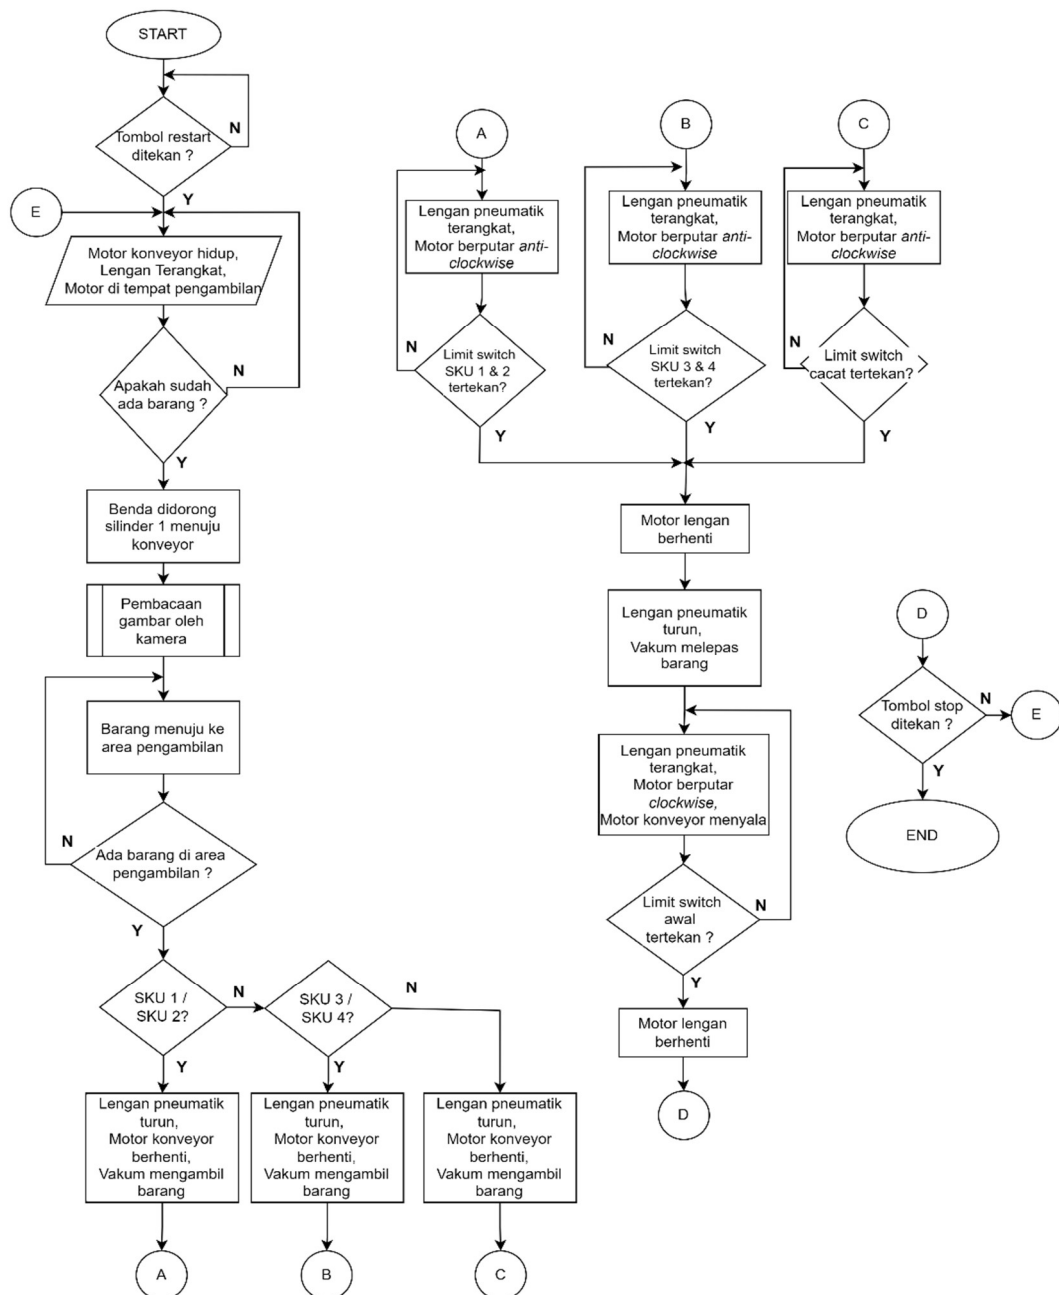 START
Tombol restart
ditekan ?
N
Y
E
Motor konveyor hidup,
Lengan Terangkat,
Motor di tempat pengambilan
Apakah sudah
ada barang ?
N
Y
Benda didorong
silinder 1 menuju
konveyor
Pembacaan
gambar oleh
kamera
Barang menuju ke
area pengambilan
Ada barang di area
pengambilan ?
N
Y
SKU 1 /
SKU 2?
N
Y
SKU 3 /
SKU 4?
N
Y
Lengan pneumatik
turun,
Motor konveyor
berhenti,
Vakum mengambil
barang
Lengan pneumatik
turun,
Motor konveyor
berhenti,
Vakum mengambil
barang
Lengan pneumatik
turun,
Motor konveyor
berhenti,
Vakum mengambil
barang
A
B
C
A
Lengan pneumatik
terangkat,
Motor berputar anti-
clockwise
Limit switch
SKU 1 & 2
tertekan?
N
Y
B
Lengan pneumatik
terangkat,
Motor berputar anti-
clockwise
Limit switch
SKU 3 & 4
tertekan?
N
Y
C
Lengan pneumatik
terangkat,
Motor berputar anti-
clockwise
Limit switch
cacat tertekan?
N
Y
Motor lengan
berhenti
Lengan pneumatik
turun,
Vakum melepas
barang
Lengan pneumatik
terangkat,
Motor berputar
clockwise,
Motor konveyor menyala
Limit switch
awal
tertekan ?
N
Y
Motor lengan
berhenti
D
D
Tombol stop
ditekan ?
N
E
Y
END